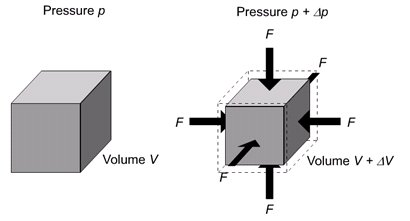 Pressure p
Pressure p + Δp
F
F
F
F
F
F
Volume V
Volume V + ΔV